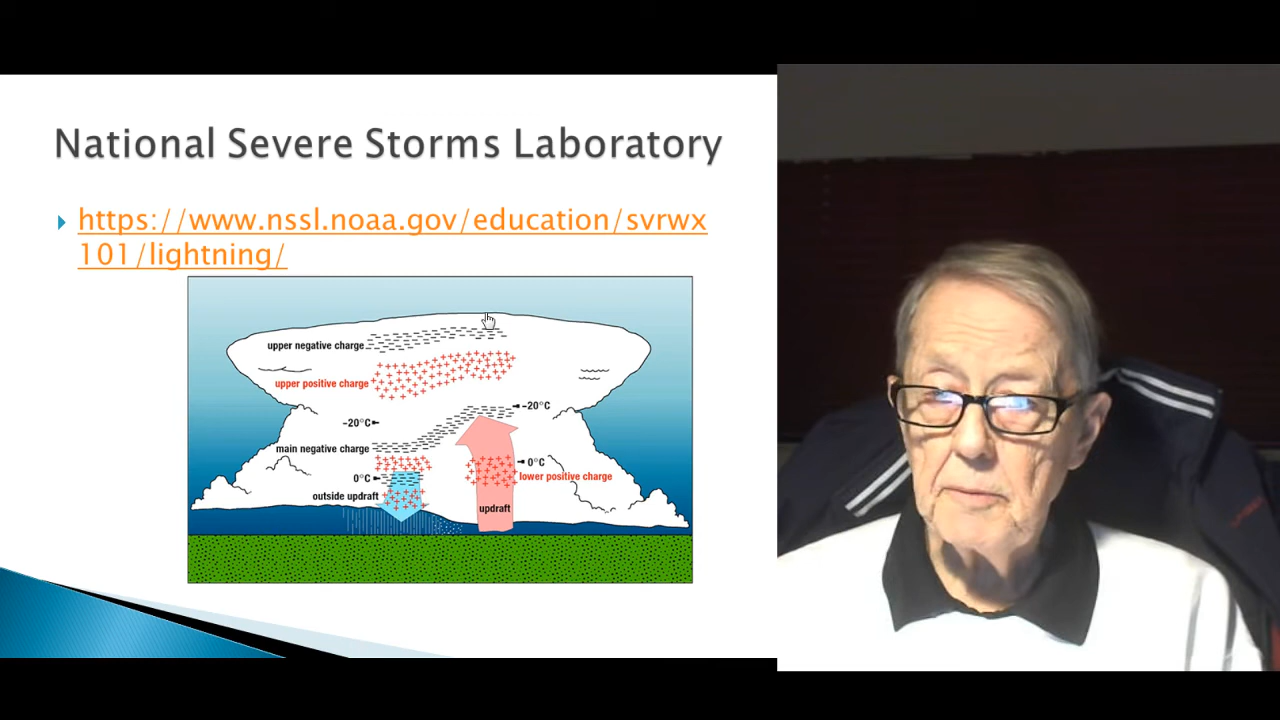 National Severe Storms Laboratory
https://www.nssl.noaa.gov/education/svrwx
101/lightning/
upper negative charge
upper positive charge
-20°C
-20°C
main negative charge
0°C
0°C
lower positive charge
outside updraft
updraft